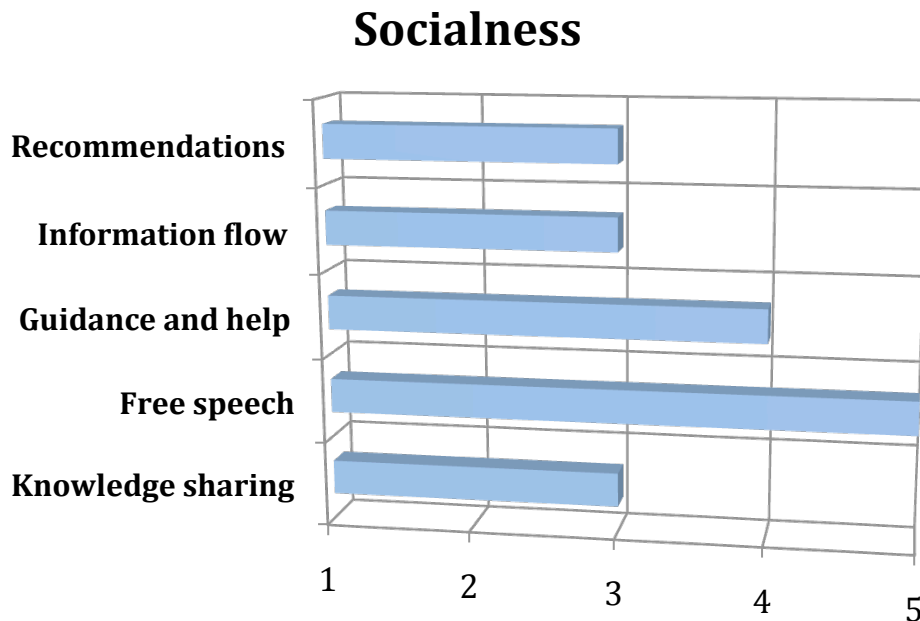 Socialness
Recommendations
Information flow
Guidance and help
Free speech
Knowledge sharing
1 2 3 4 5